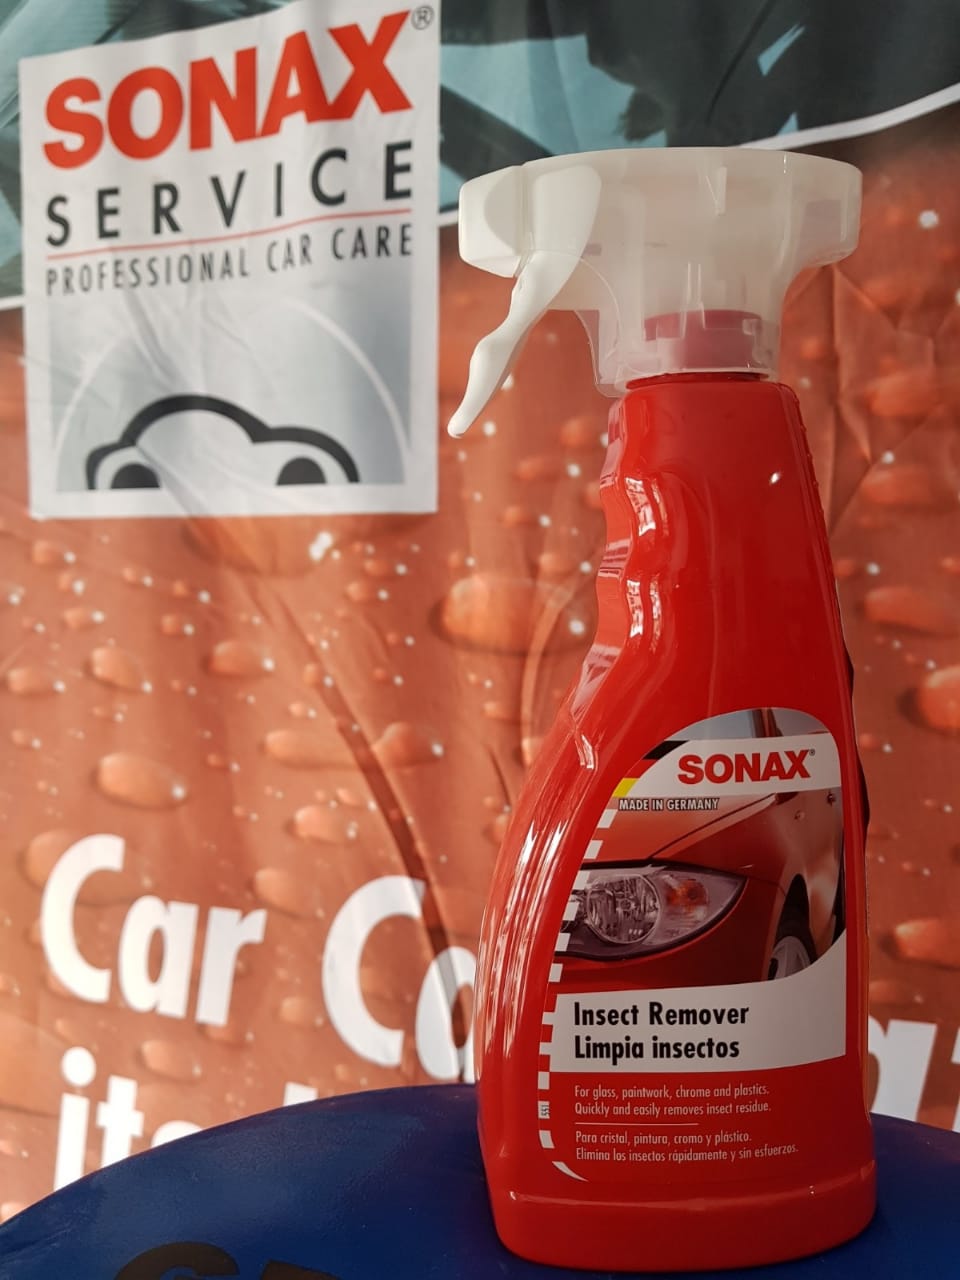 SONAX®
SERVICE
PROFESSIONAL CAR CARE
Car
SONAX®
MADE IN GERMANY
Insect Remover
Limpia insectos
For glass, paintwork, chrome and plastics.
Quickly and easily removes insect residue.
Para cristal, pintura, cromo y plástico.
Elimina los insectos rápidamente y sin esfuerzos.